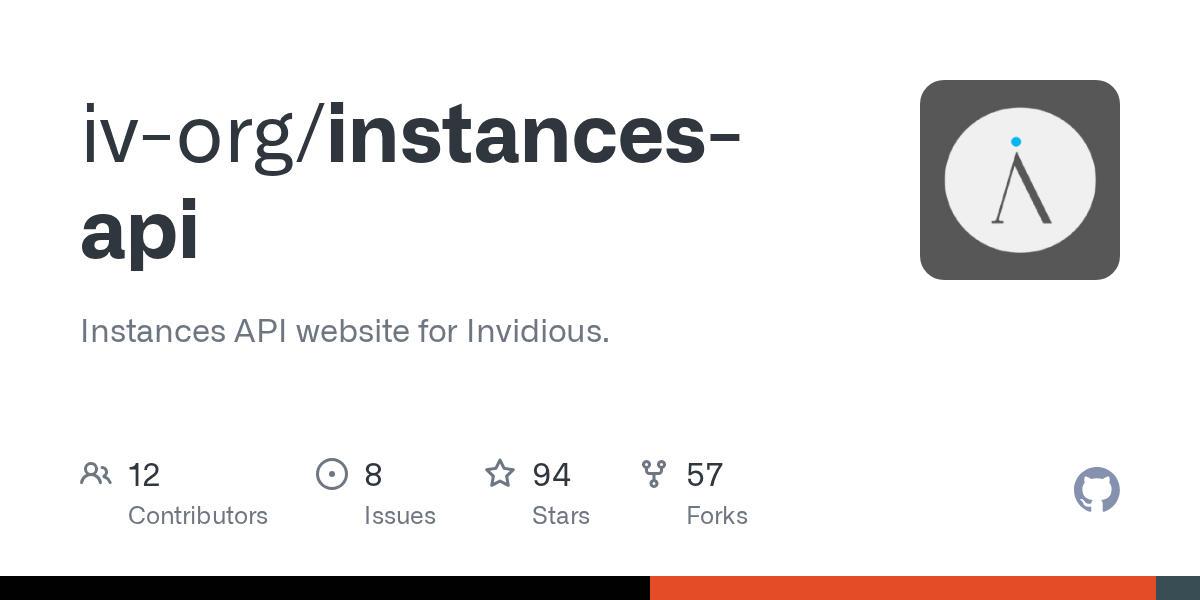 iv-org/instances-
api
Instances API website for Invidious.
12 8 94 57
Contributors Issues Stars Forks